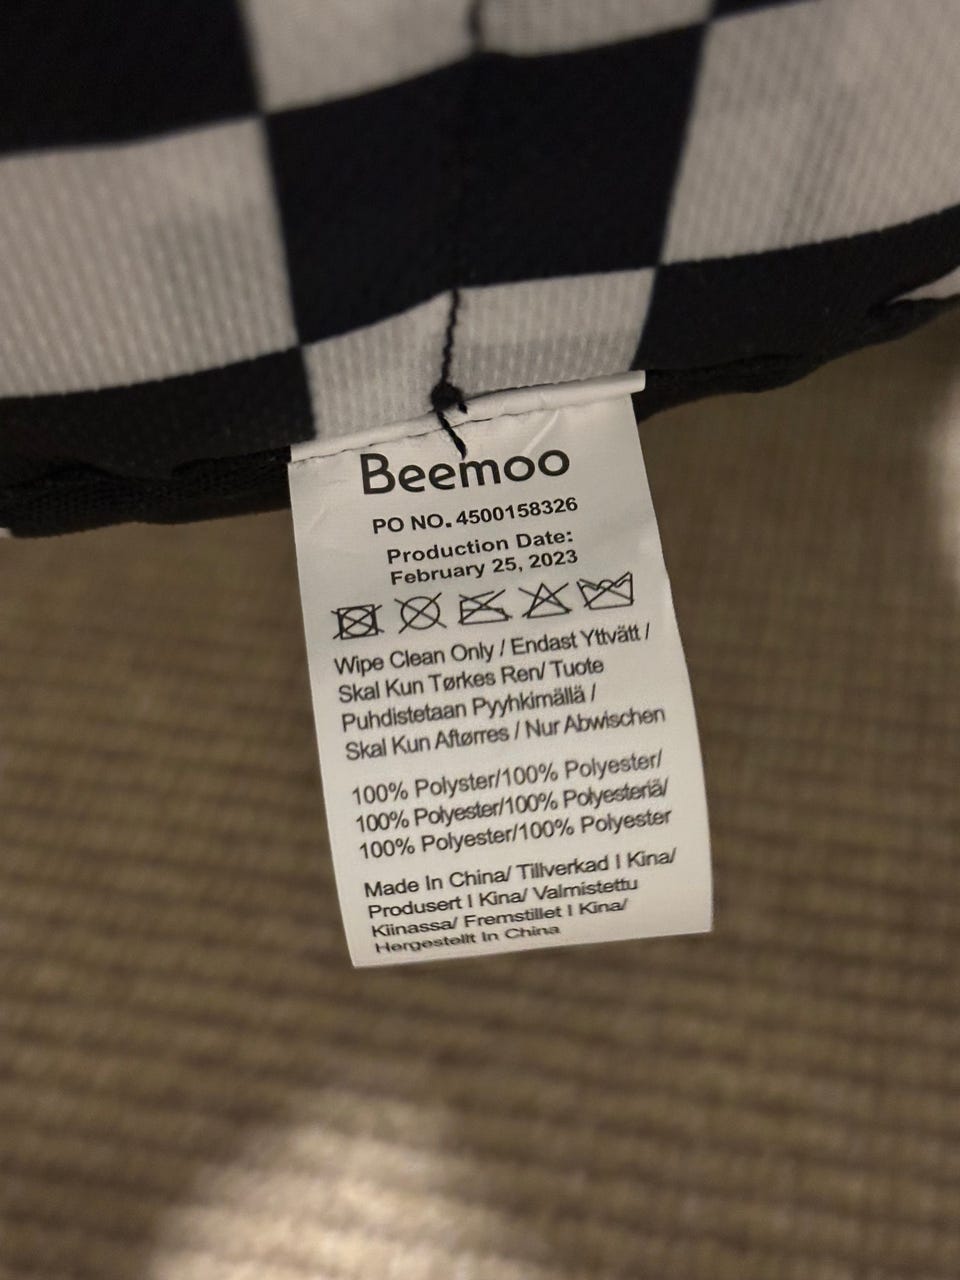 Beemoo
PO NO. 4500158326
Production Date:
February 25, 2023
Wipe Clean Only / Endast Yttvätt /
Skal Kun Tørkes Ren/ Tuote
Puhdistetaan Pyyhkimällä /
Skal Kun Aftørres / Nur Abwischen
100% Polyster/100% Polyester/
100% Polyester/100% Polyesteriä/
100% Polyester/100% Polyester
Made In China/ Tillverkad I Kina/
Produsert I Kina/ Valmistettu
Kiinassa/ Fremstillet I Kina/
Hergestellt In China